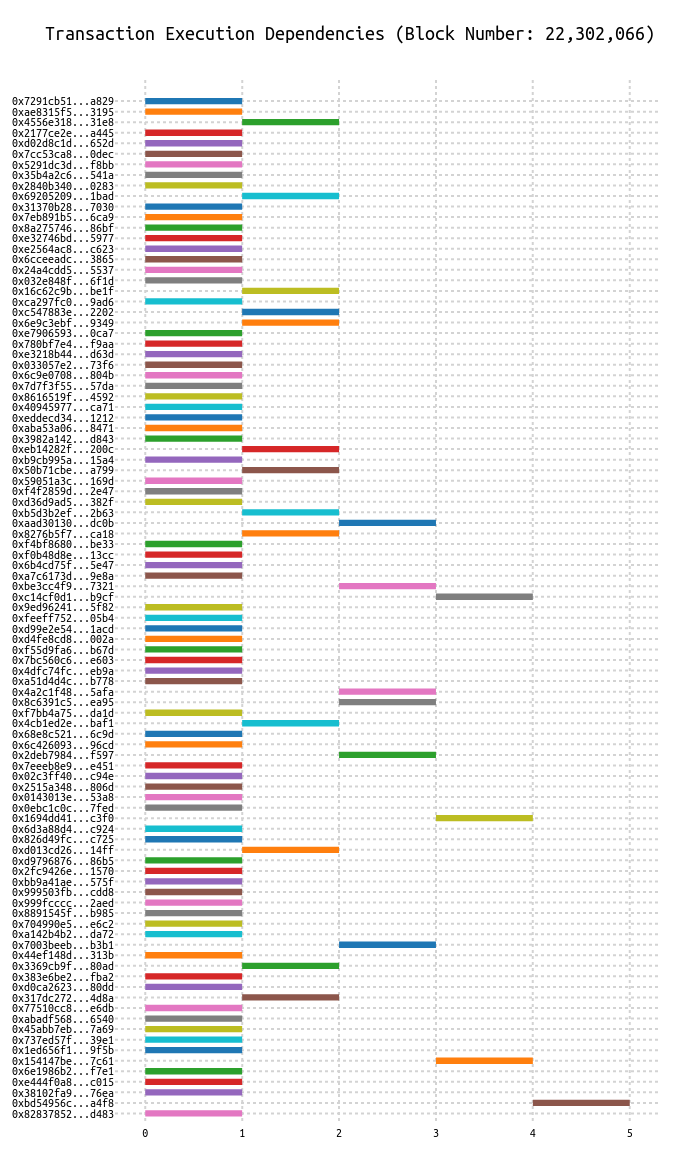 Transaction Execution Dependencies (Block Number: 22,302,066)
0x7291cb51...a829
0xae8315f5...3195
0x4556e318...31e8
0x2177ce2e...a445
0xd02d8c1d...652d
0x7cc53ca8...0dec
0x5291dc3d...f8bb
0x35b4a2c6...541a
0x2840b340...0283
0x69205209...1bad
0x31370b28...7030
0x7eb891b5...6ca9
0x8a275746...86bf
0xe32746bd...5977
0xe2564ac8...c623
0x6cceeadc...3865
0x24a4cdd5...5537
0x032e848f...6f1d
0x16c62c9b...be1f
0xca297fc0...9ad6
0xc547883e...2202
0x6e9c3ebf...9349
0xe7906593...0ca7
0x780bf7e4...f9aa
0xe3218b44...d63d
0x033057e2...73f6
0x6c9e0708...804b
0x7d7f3f55...57da
0x8616519f...4592
0x40945977...ca71
0xeddecd34...1212
0xaba53a06...8471
0x3982a142...d843
0xeb14282f...200c
0xb9cb995a...15a4
0x50b71cbe...a799
0x59051a3c...169d
0xf4f2859d...2e47
0xd36d9ad5...382f
0xb5d3b2ef...2b63
0xaad30130...dc0b
0x8276b5f7...ca18
0xf4bf8680...be33
0xf0b48d8e...13cc
0x6b4cd75f...5e47
0xa7c6173d...9e8a
0xbe3cc4f9...7321
0xc14cf0d1...b9cf
0x9ed96241...5f82
0xfeeff752...05b4
0xd99e2e54...1acd
0xd4fe8cd8...002a
0xf55d9fa6...b67d
0x7bc560c6...e603
0x4dfc74fc...eb9a
0xa51d4d4c...b778
0x4a2c1f48...5afa
0x8c6391c5...ea95
0xf7bb4a75...da1d
0x4cb1ed2e...baf1
0x68e8c521...6c9d
0x6c426093...96cd
0x2deb7984...f597
0x7eeeb8e9...e451
0x02c3ff40...c94e
0x2515a348...806d
0x0143013e...53a8
0x0ebc1c0c...7fed
0x1694dd41...c3f0
0x6d3a88d4...c924
0x826d49fc...c725
0xd013cd26...14ff
0xd9796876...86b5
0x2fc9426e...1570
0xbb9a41ae...575f
0x999503fb...cdd8
0x999fcccc...2aed
0x8891545f...b985
0x704990e5...e6c2
0xa142b4b2...da72
0x7003beeb...b3b1
0x44ef148d...313b
0x3369cb9f...80ad
0x383e6be2...fba2
0xd0ca2623...80dd
0x317dc272...4d8a
0x77510cc8...e6db
0xabadf568...6540
0x45abb7eb...7a69
0x737ed57f...39e1
0x1ed656f1...9f5b
0x154147be...7c61
0x6e1986b2...f7e1
0xe444f0a8...c015
0x38102fa9...76ea
0xbd54956c...a4f8
0x82837852...d483
0 1 2 3 4 5